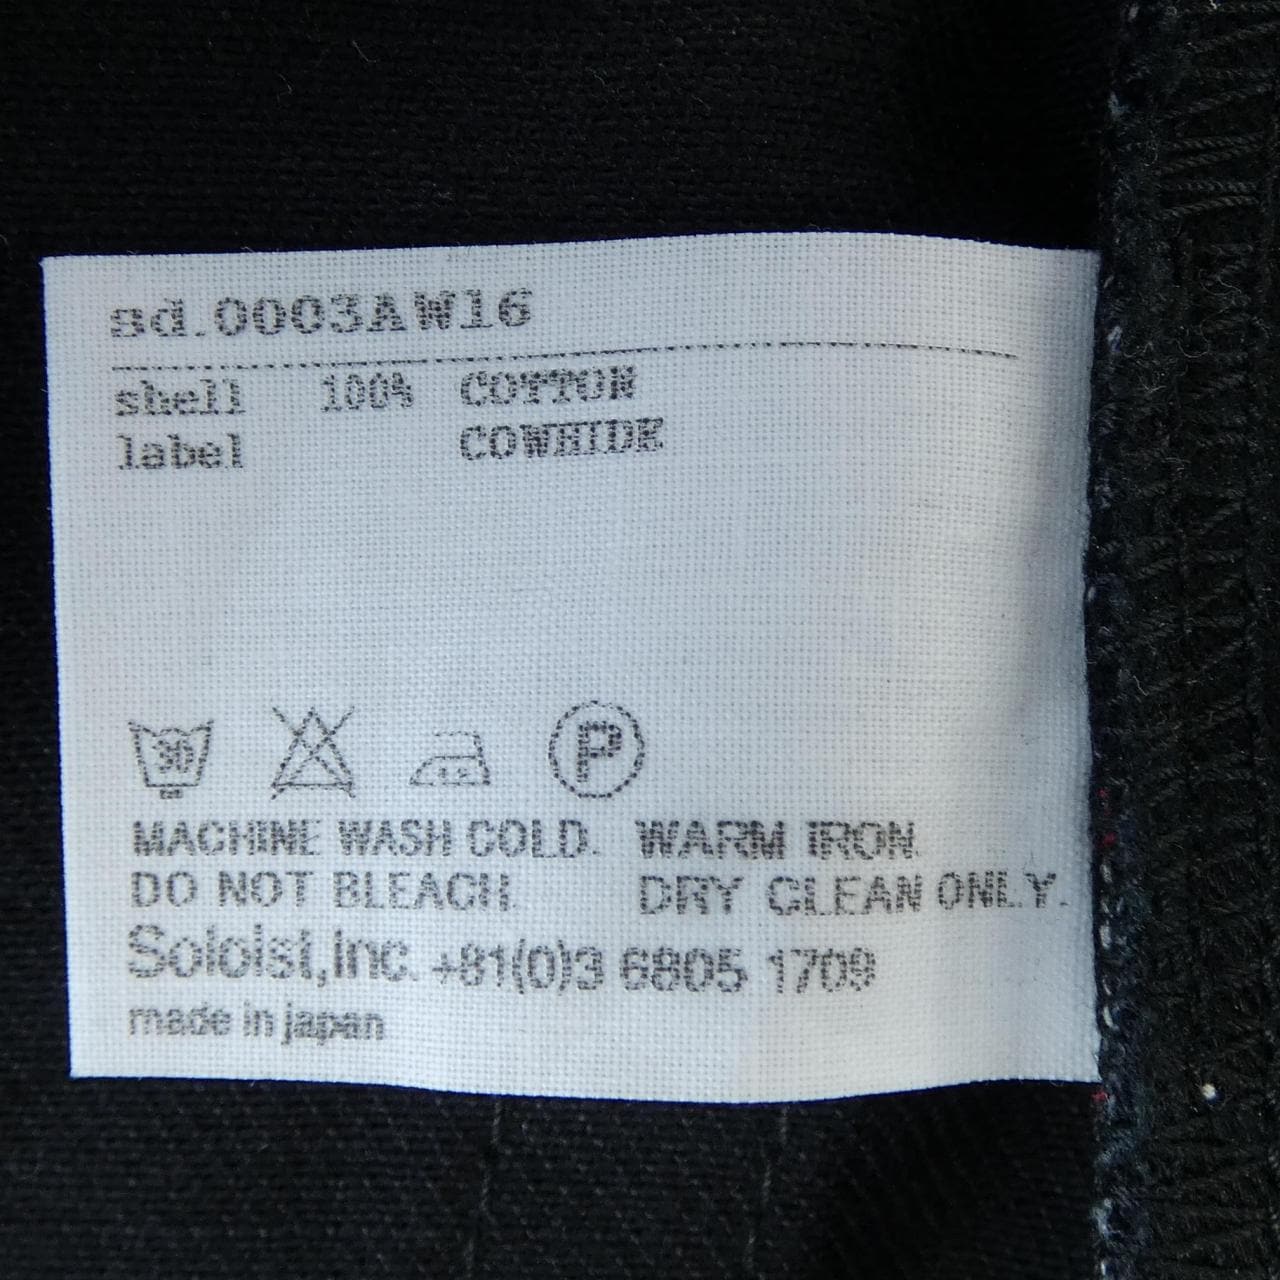 sd.0003AW16
shell 100% COTTON
label COWHIDE
30
P
MACHINE WASH COLD. WARM IRON.
DO NOT BLEACH. DRY CLEAN ONLY.
Soloist,inc. +81(0)3 6805 1709
made in japan